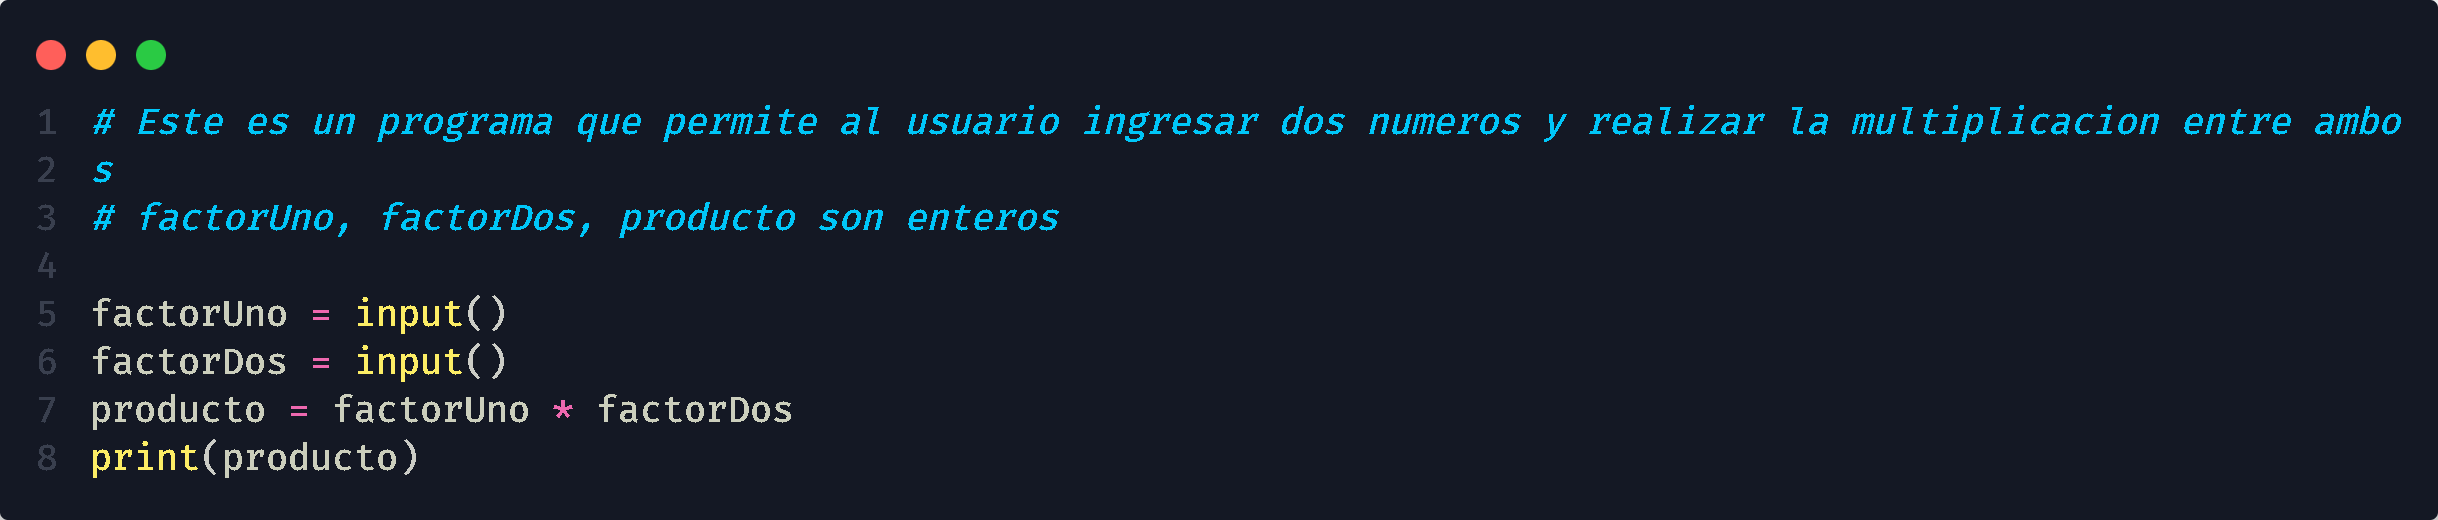 1 # Este es un programa que permite al usuario ingresar dos numeros y realizar la multiplicacion entre ambo
2 s
3 # factorUno, factorDos, producto son enteros
4
5 factorUno = input()
6 factorDos = input()
7 producto = factorUno * factorDos
8 print(producto)